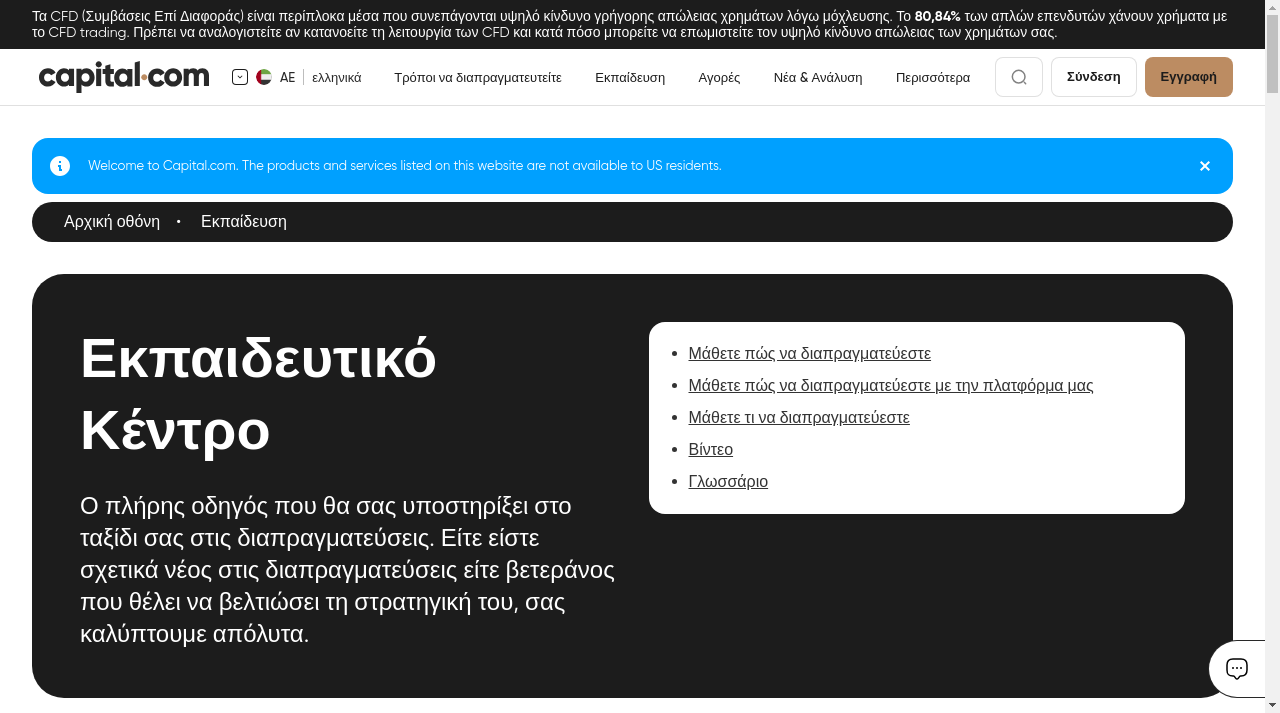 Τα CFD (Συμβάσεις Επί Διαφοράς) είναι περίπλοκα μέσα που συνεπάγονται υψηλό κίνδυνο γρήγορης απώλειας χρημάτων λόγω μόχλευσης. Το 80,84% των απλών επενδυτών χάνουν χρήματα με
το CFD trading. Πρέπει να αναλογιστείτε αν κατανοείτε τη λειτουργία των CFD και κατά πόσο μπορείτε να επωμιστείτε τον υψηλό κίνδυνο απώλειας των χρημάτων σας.
capital.com AE ελληνικά Τρόποι να διαπραγματευτείτε Εκπαίδευση Αγορές Νέα & Ανάλυση Περισσότερα Σύνδεση Εγγραφή
Welcome to Capital.com. The products and services listed on this website are not available to US residents.
Αρχική οθόνη • Εκπαίδευση
Εκπαιδευτικό
Κέντρο
Ο πλήρης οδηγός που θα σας υποστηρίξει στο
ταξίδι σας στις διαπραγματεύσεις. Είτε είστε
σχετικά νέος στις διαπραγματεύσεις είτε βετεράνος
που θέλει να βελτιώσει τη στρατηγική του, σας
καλύπτουμε απόλυτα.
• Μάθετε πώς να διαπραγματεύεστε
• Μάθετε πώς να διαπραγματεύεστε με την πλατφόρμα μας
• Μάθετε τι να διαπραγματεύεστε
• Βίντεο
• Γλωσσάριο